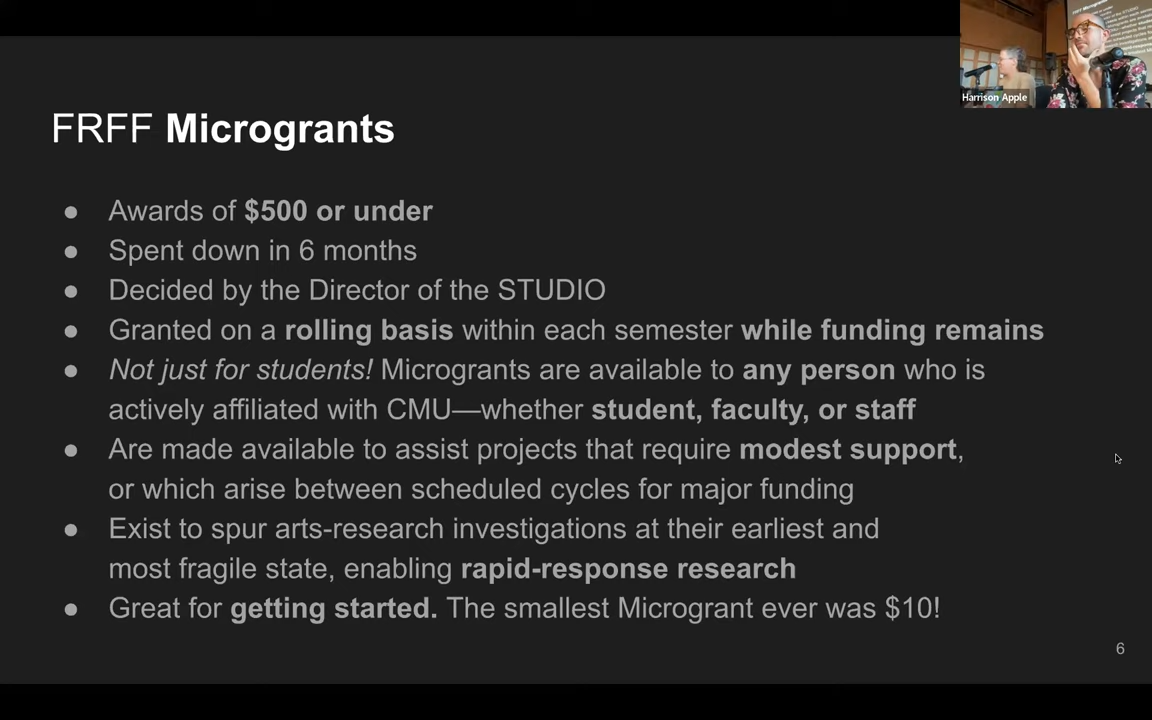 Harrison Apple
FRFF Microgrants
● Awards of $500 or under
● Spent down in 6 months
● Decided by the Director of the STUDIO
● Granted on a rolling basis within each semester while funding remains
● Not just for students! Microgrants are available to any person who is
actively affiliated with CMU—whether student, faculty, or staff
● Are made available to assist projects that require modest support,
or which arise between scheduled cycles for major funding
● Exist to spur arts-research investigations at their earliest and
most fragile state, enabling rapid-response research
● Great for getting started. The smallest Microgrant ever was $10!
6